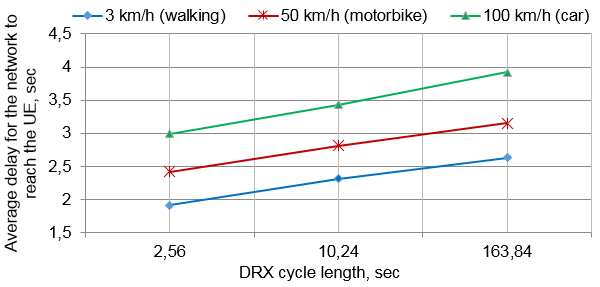 3 km/h (walking) 50 km/h (motorbike) 100 km/h (car)
Average delay for the network to
reach the UE, sec
4,5
4
3,5
3
2,5
2
1,5
2,56 10,24 163,84
DRX cycle length, sec